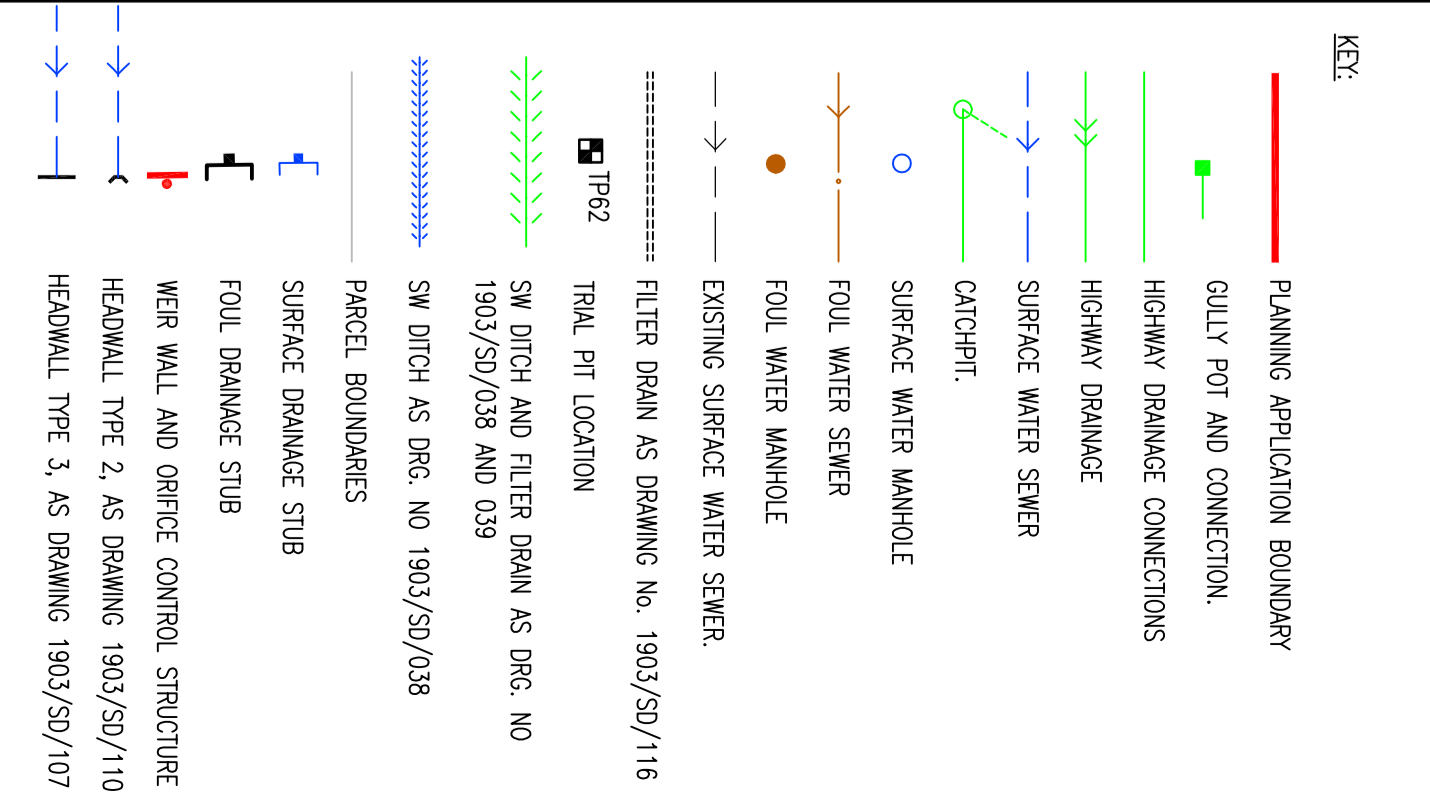 KEY:
PLANNING APPLICATION BOUNDARY
GULLY POT AND CONNECTION.
HIGHWAY DRAINAGE CONNECTIONS
HIGHWAY DRAINAGE
SURFACE WATER SEWER
CATCHPIT.
SURFACE WATER MANHOLE
FOUL WATER SEWER
FOUL WATER MANHOLE
EXISTING SURFACE WATER SEWER.
FILTER DRAIN AS DRAWING No. 1903/SD/116
TP62
TRIAL PIT LOCATION
SW DITCH AND FILTER DRAIN AS DRG. NO
1903/SD/038 AND 039
SW DITCH AS DRG. NO 1903/SD/038
PARCEL BOUNDARIES
SURFACE DRAINAGE STUB
FOUL DRAINAGE STUB
WEIR WALL AND ORIFICE CONTROL STRUCTURE
HEADWALL TYPE 2, AS DRAWING 1903/SD/110
HEADWALL TYPE 3, AS DRAWING 1903/SD/107